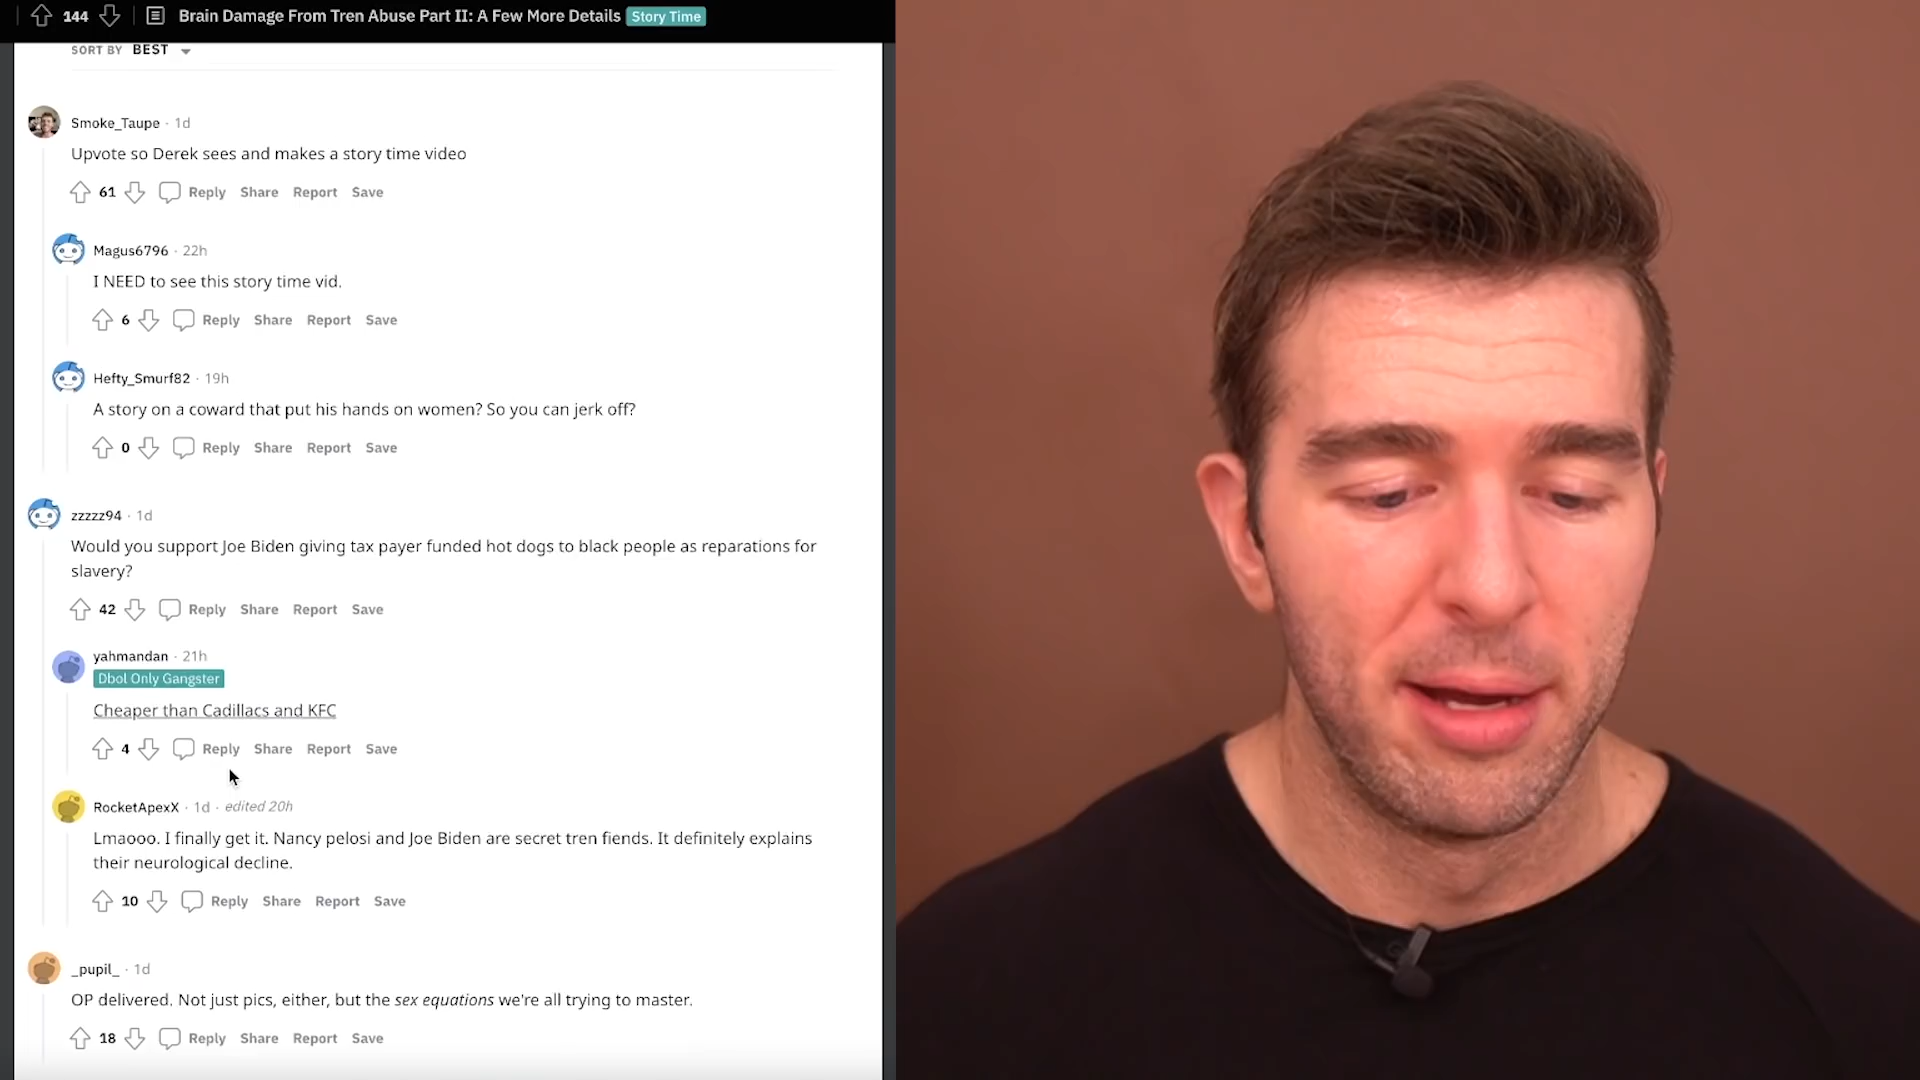 144 Brain Damage From Tren Abuse Part II: A Few More Details Story Time
SORT BY BEST
Smoke_Taupe · 1d
Upvote so Derek sees and makes a story time video
61 Reply Share Report Save
Magus6796 · 22h
I NEED to see this story time vid.
6 Reply Share Report Save
Hefty_Smurf82 · 19h
A story on a coward that put his hands on women? So you can jerk off?
0 Reply Share Report Save
zzzzz94 · 1d
Would you support Joe Biden giving tax payer funded hot dogs to black people as reparations for
slavery?
42 Reply Share Report Save
yahmandan · 21h
Dbol Only Gangster
Cheaper than Cadillacs and KFC
4 Reply Share Report Save
RocketApexX · 1d · edited 20h
Lmaooo. I finally get it. Nancy pelosi and Joe Biden are secret tren fiends. It definitely explains
their neurological decline.
10 Reply Share Report Save
_pupil_ · 1d
OP delivered. Not just pics, either, but the sex equations we're all trying to master.
18 Reply Share Report Save